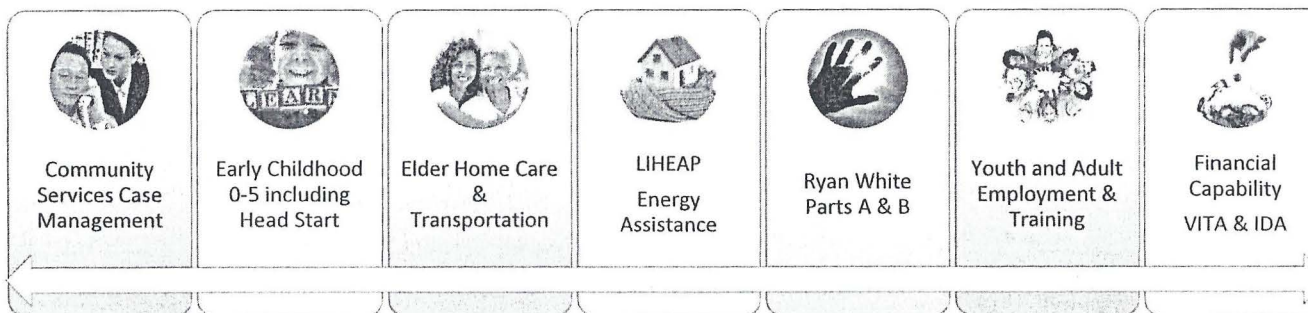 LEARN
Community
Services Case
Management
Early Childhood
0-5 including
Head Start
Elder Home Care
&
Transportation
LIHEAP
Energy
Assistance
Ryan White
Parts A & B
Youth and Adult
Employment &
Training
Financial
Capability
VITA & IDA